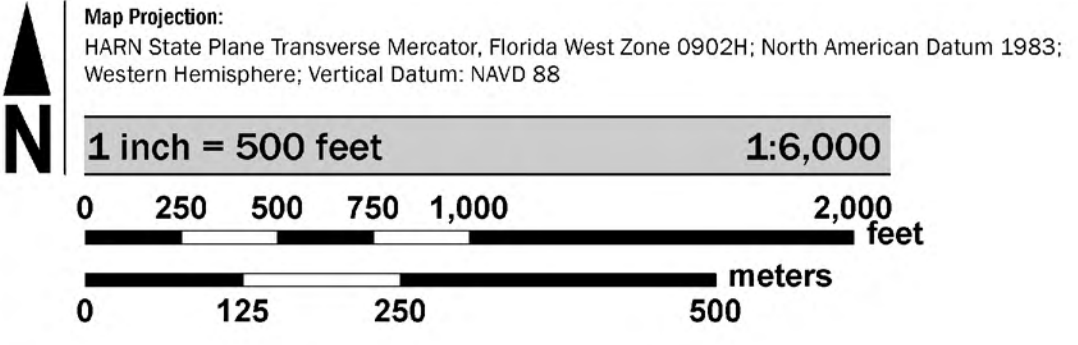 Map Projection:
HARN State Plane Transverse Mercator, Florida West Zone 0902H; North American Datum 1983;
Western Hemisphere; Vertical Datum: NAVD 88
N
1 inch = 500 feet 1:6,000
0 250 500 750 1,000 2,000
feet
meters
0 125 250 500